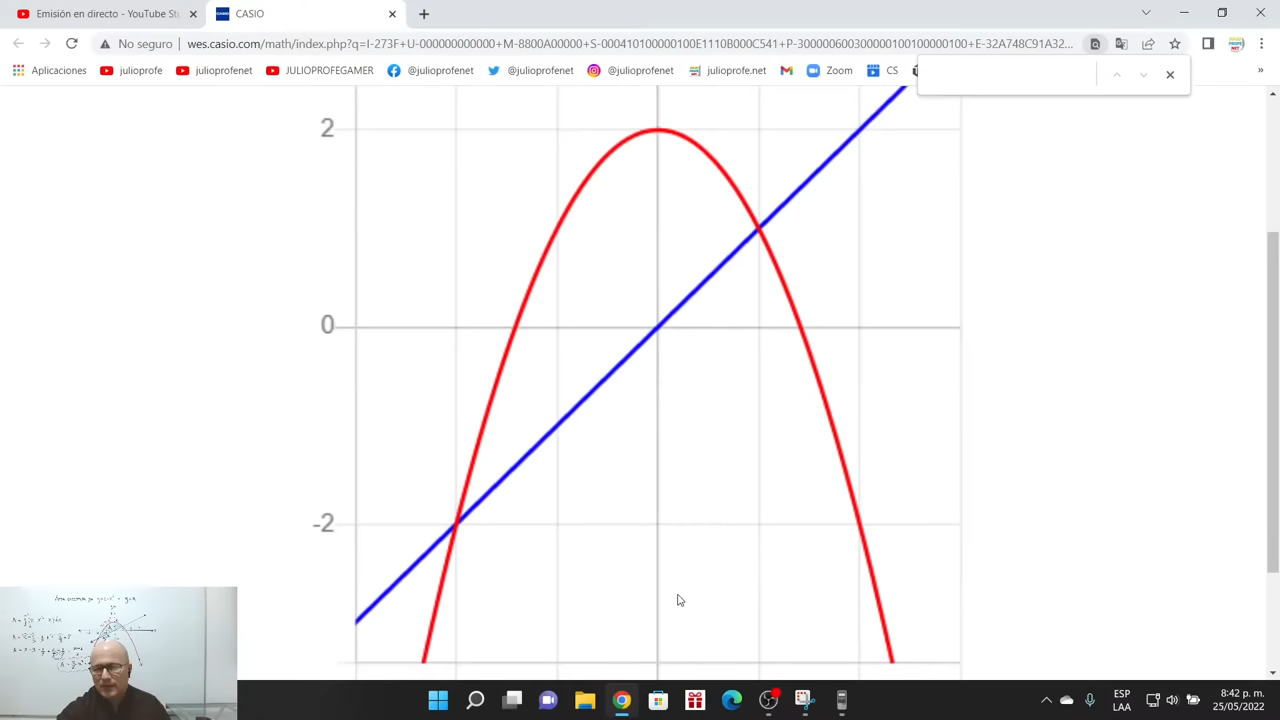 Emisión en directo - YouTube St
CASIO
No seguro | wes.casio.com/math/index.php?q=I-273F+U-000000000000+M-8880A00000+S-000410100000100E1110B000C541+P-300000600300000100100000100+E-32A748C91A32...
Aplicaciones julioprofe julioprofenet JULIOPROFEGAMER @julioprofenet @julioprofenet @julioprofenet julioprofe.net Zoom CS »
2
0
-2
ESP 8:42 p. m.
LAA 25/05/2022